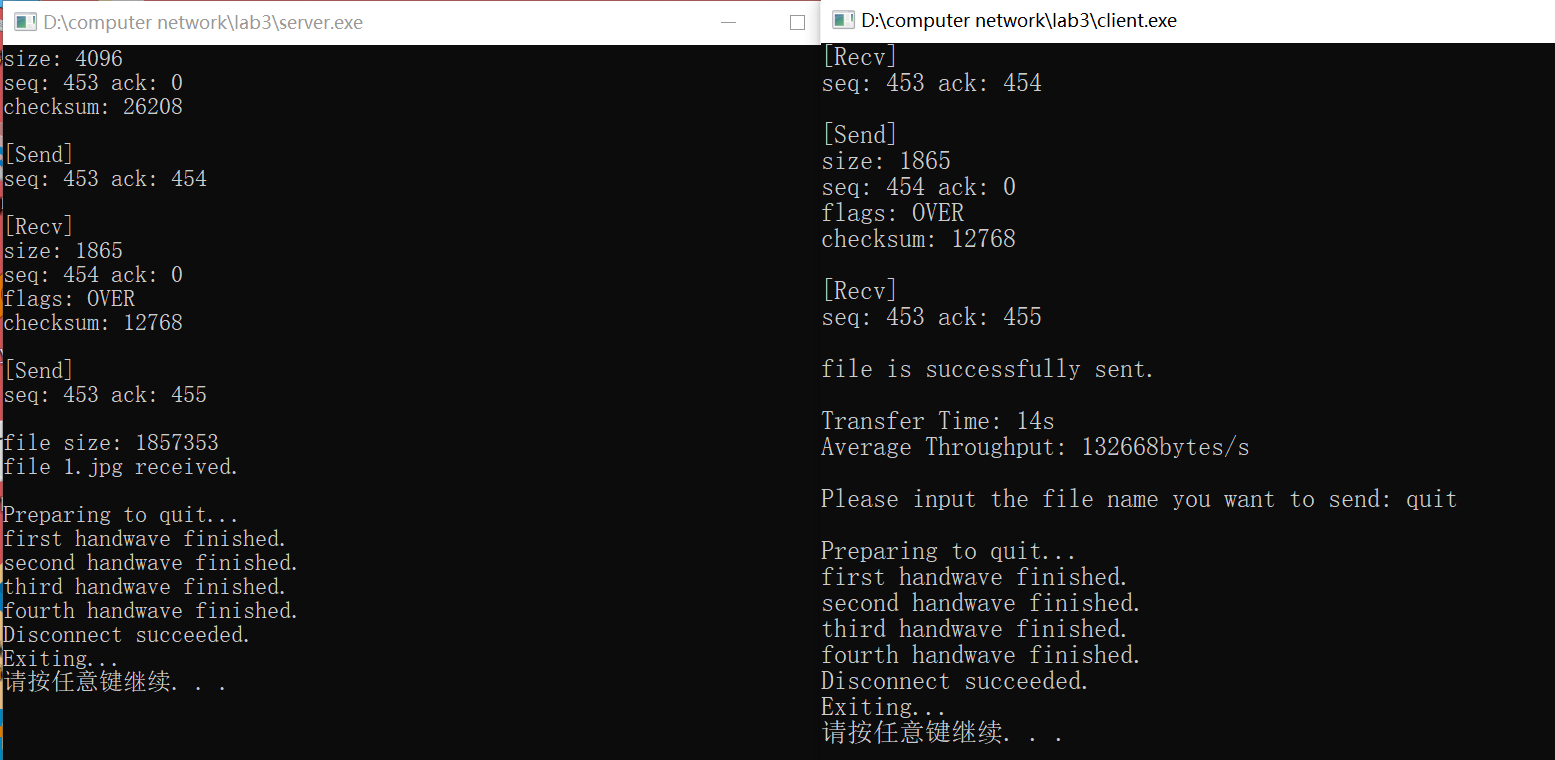 D:\computer network\lab3\server.exe
size: 4096
seq: 453 ack: 0
checksum: 26208
[Send]
seq: 453 ack: 454
[Recv]
size: 1865
seq: 454 ack: 0
flags: OVER
checksum: 12768
[Send]
seq: 453 ack: 455
file size: 1857353
file 1.jpg received.
Preparing to quit...
first handwave finished.
second handwave finished.
third handwave finished.
fourth handwave finished.
Disconnect succeeded.
Exiting...
请按任意键继续. . .
D:\computer network\lab3\client.exe
[Recv]
seq: 453 ack: 454
[Send]
size: 1865
seq: 454 ack: 0
flags: OVER
checksum: 12768
[Recv]
seq: 453 ack: 455
file is successfully sent.
Transfer Time: 14s
Average Throughput: 132668bytes/s
Please input the file name you want to send: quit
Preparing to quit...
first handwave finished.
second handwave finished.
third handwave finished.
fourth handwave finished.
Disconnect succeeded.
Exiting...
请按任意键继续. . .